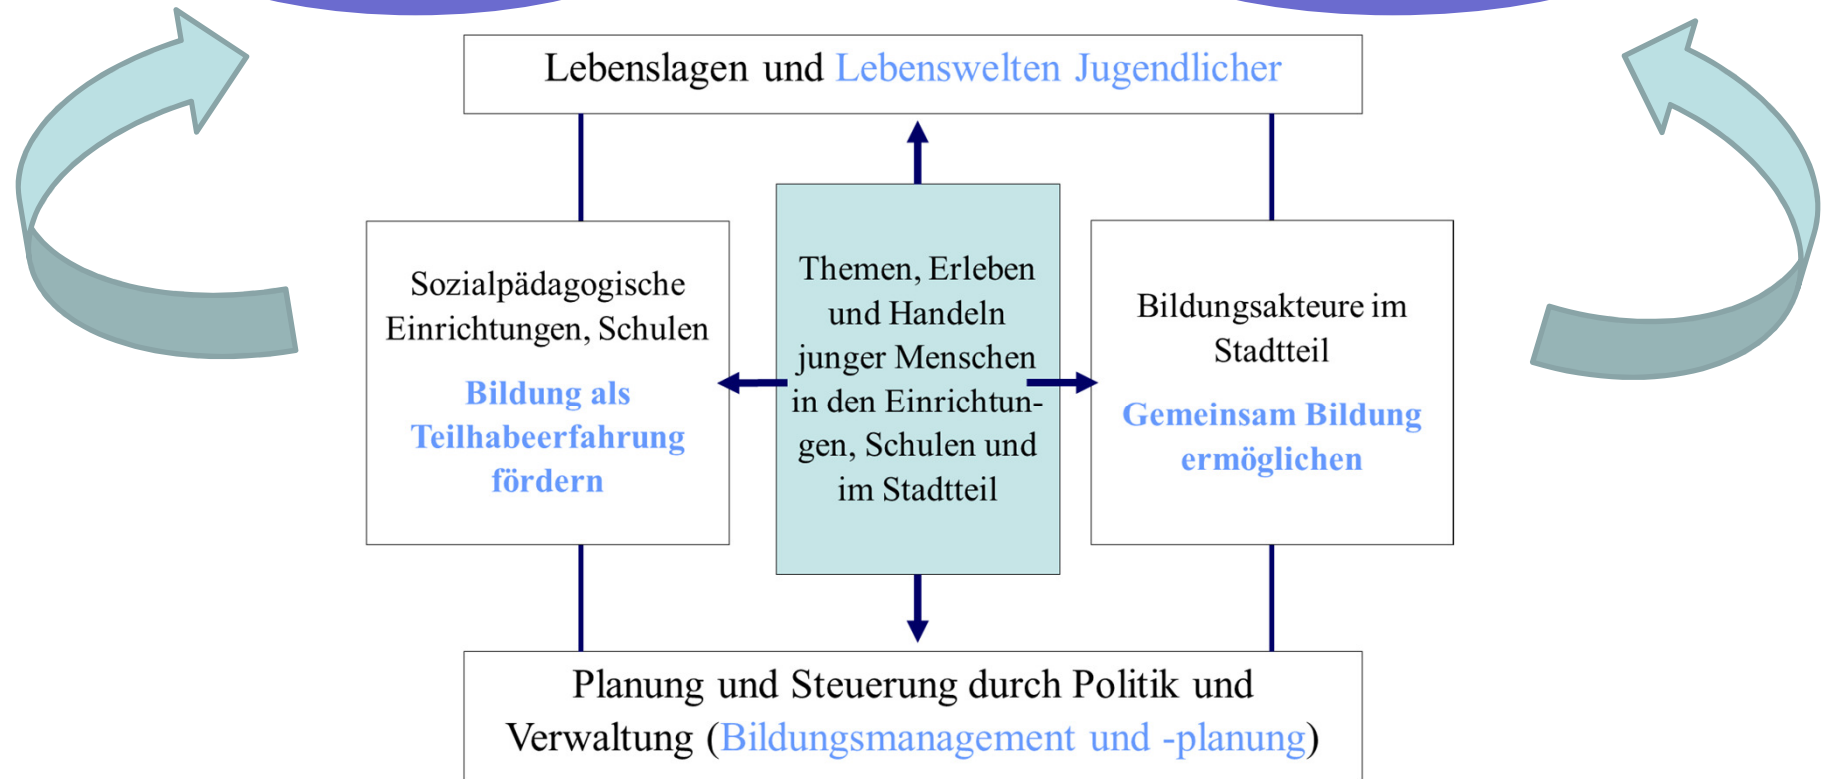 Lebenslagen und Lebenswelten Jugendlicher
Sozialpädagogische
Einrichtungen, Schulen
Bildung als
Teilhabeerfahrung
fördern
Themen, Erleben
und Handeln
junger Menschen
in den Einrichtun-
gen, Schulen und
im Stadtteil
Bildungsakteure im
Stadtteil
Gemeinsam Bildung
ermöglichen
Planung und Steuerung durch Politik und
Verwaltung (Bildungsmanagement und -planung)